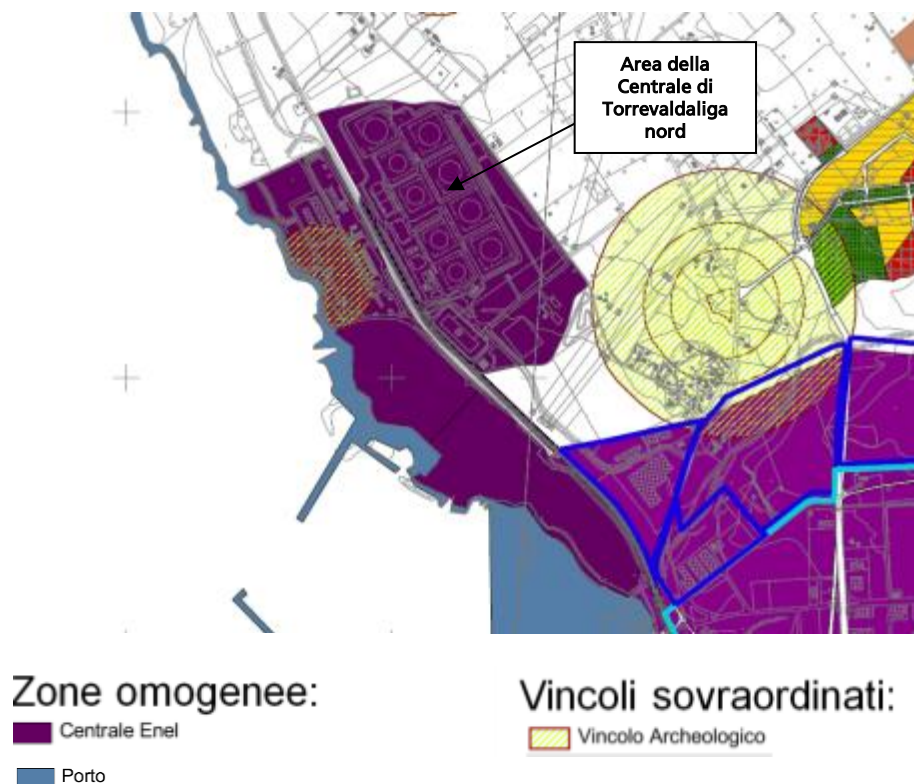 Area della
Centrale di
Torrevaldaliga
nord
Zone omogenee:
Centrale Enel
Porto
Vincoli sovraordinati:
Vincolo Archeologico